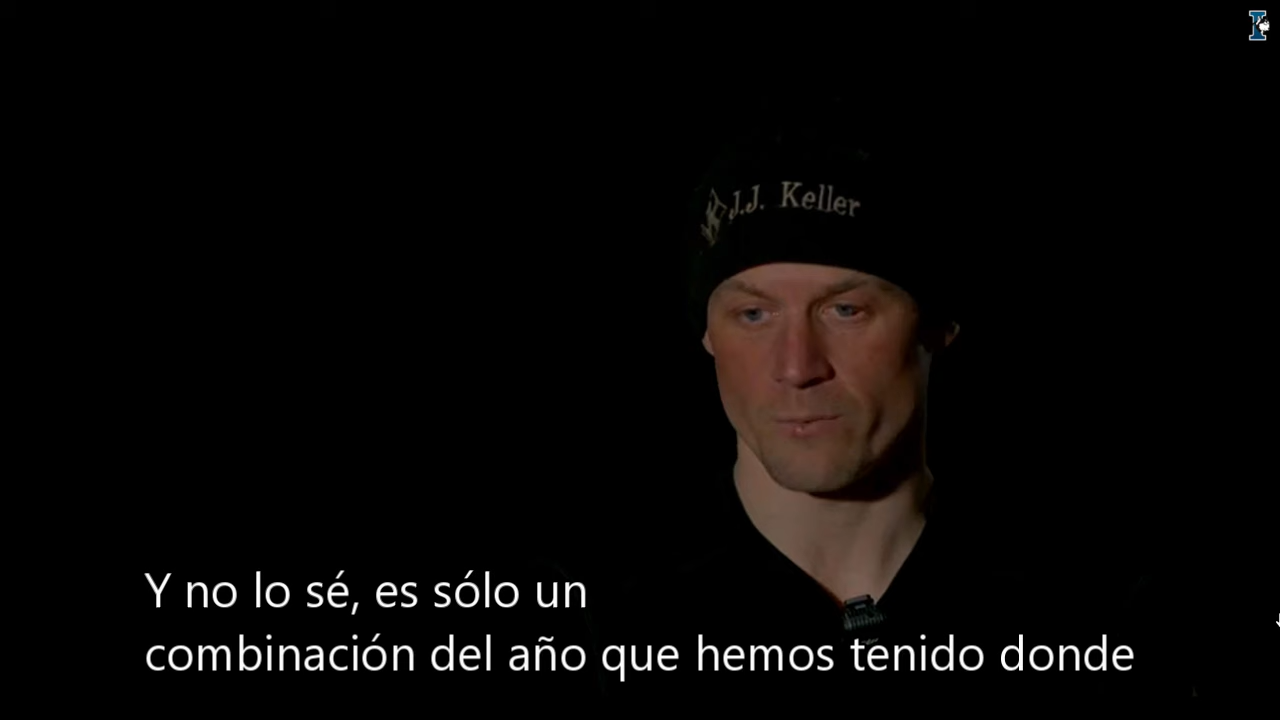 J.J. Keller
Y no lo sé, es sólo un
combinación del año que hemos tenido donde